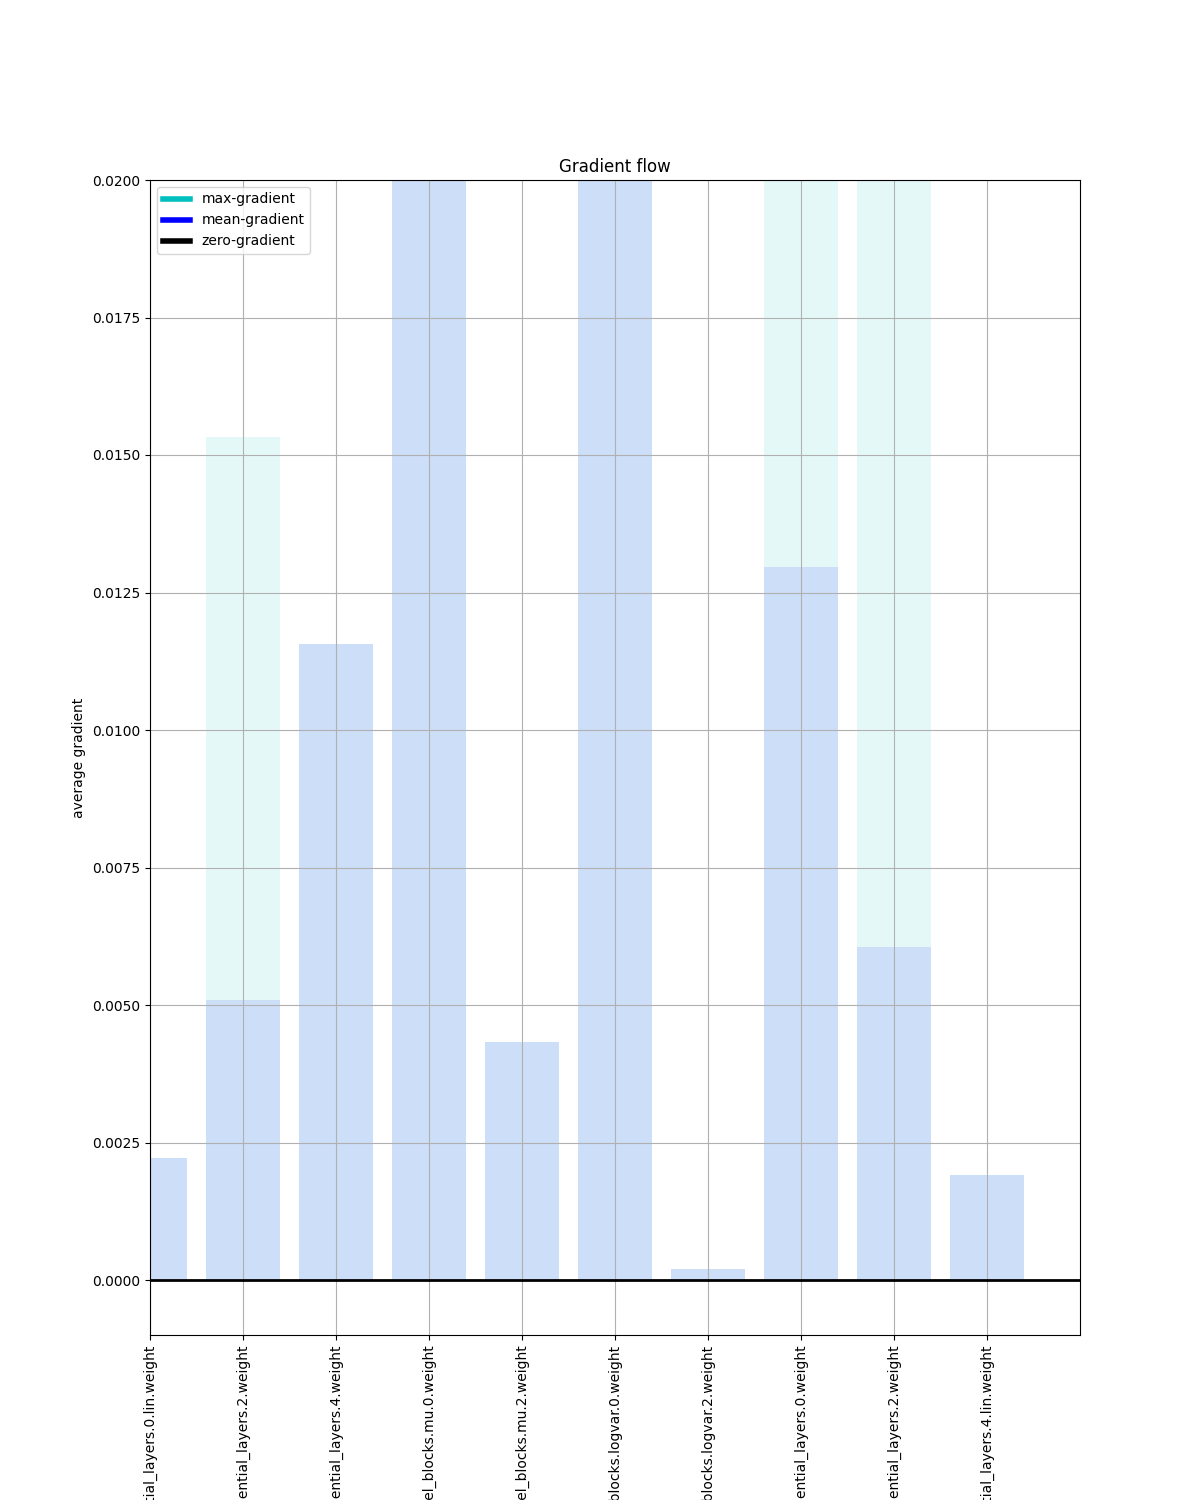 Gradient flow
max-gradient
mean-gradient
zero-gradient
0.0200
0.0175
0.0150
0.0125
0.0100
0.0075
0.0050
0.0025
0.0000
average gradient
tial_layers.0.lin.weight
ential_layers.2.weight
ential_layers.4.weight
el_blocks.mu.0.weight
el_blocks.mu.2.weight
blocks.logvar.0.weight
blocks.logvar.2.weight
ential_layers.0.weight
ential_layers.2.weight
tial_layers.4.lin.weight